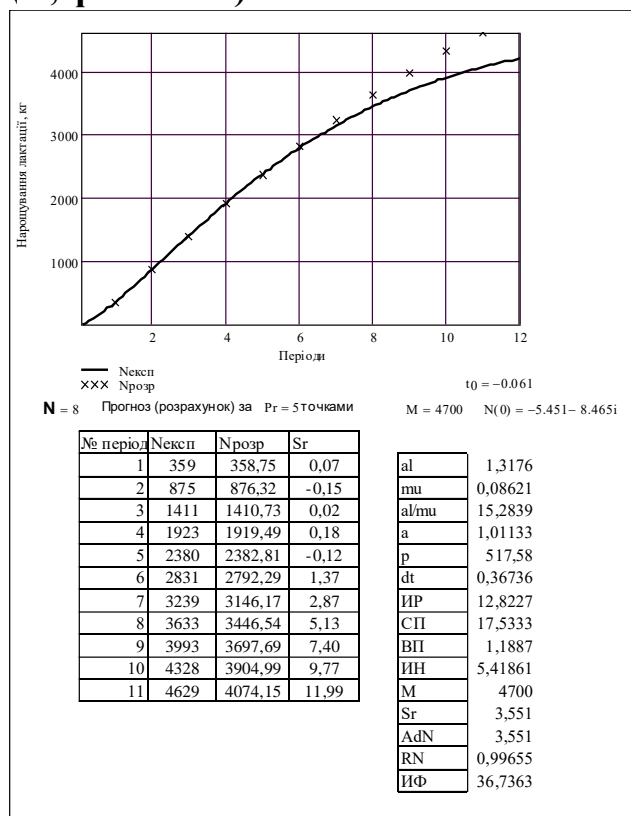 4000
3000
2000
1000
Нарощування лактації, кг
2 4 6 8 10 12
Періоди
Nексп
××× Nрозр
t0 = −0.061
N = 8 Прогноз (розрахунок) за Pr = 5 точками M = 4700 N(0) = −5.451− 8.465i
№ період Nексп Nрозр Sr
1 359 358,75 0,07
2 875 876,32 -0,15
3 1411 1410,73 0,02
4 1923 1919,49 0,18
5 2380 2382,81 -0,12
6 2831 2792,29 1,37
7 3239 3146,17 2,87
8 3633 3446,54 5,13
9 3993 3697,69 7,40
10 4328 3904,99 9,77
11 4629 4074,15 11,99
al 1,3176
mu 0,08621
al/mu 15,2839
a 1,01133
p 517,58
dt 0,36736
ИР 12,8227
СП 17,5333
ВП 1,1887
ИН 5,41861
M 4700
Sr 3,551
AdN 3,551
RN 0,99655
ИФ 36,7363